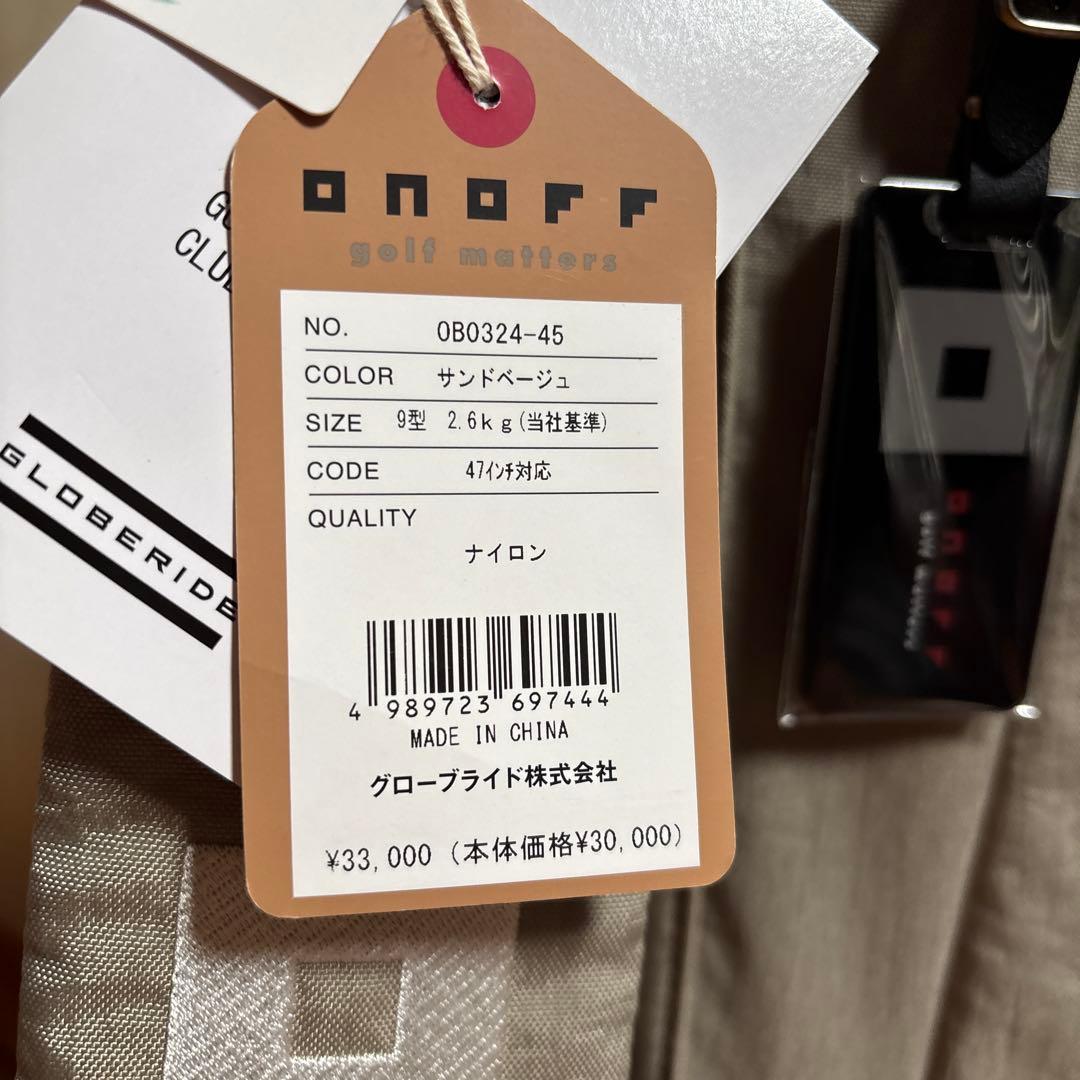 onoff
golf matters
NO. OB0324-45
COLOR サンドベージュ
SIZE 9型 2.6kg(当社基準)
CODE 47インチ対応
QUALITY
ナイロン
4 989723 697444
MADE IN CHINA
グローブライド株式会社
¥33,000 (本体価格¥30,000)
GLOBERIDE